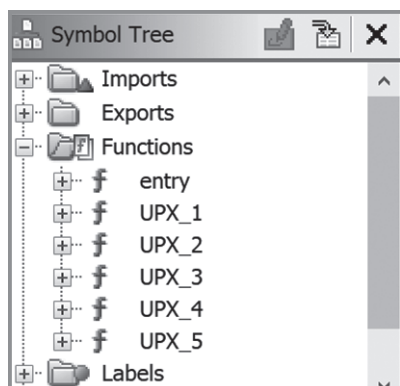 Symbol Tree
Imports
Exports
Functions
entry
UPX_1
UPX_2
UPX_3
UPX_4
UPX_5
Labels